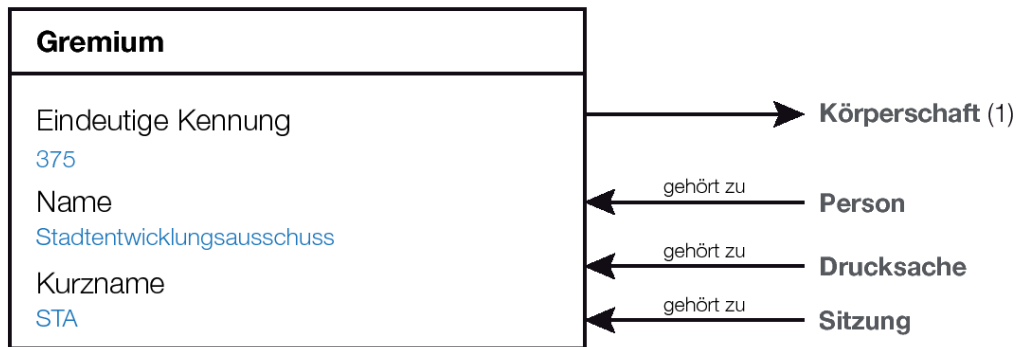 Gremium
Eindeutige Kennung
375
Name
Stadtentwicklungsausschuss
Kurzname
STA
Körperschaft (1)
gehört zu
Person
gehört zu
Drucksache
gehört zu
Sitzung